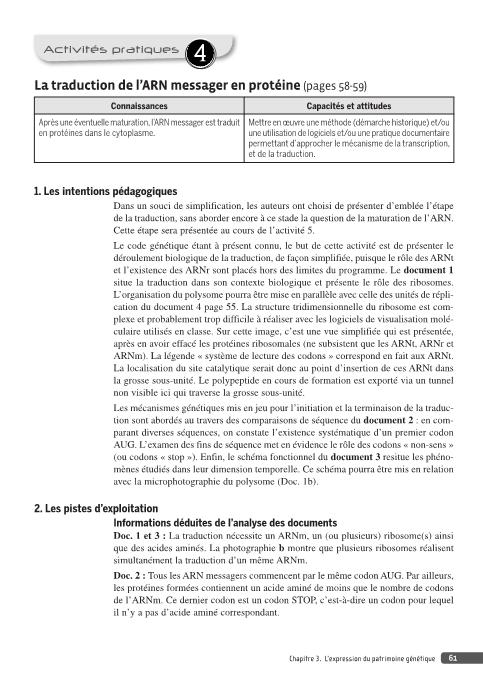 Activités pratiques 4
La traduction de l'ARN messager en protéine (pages 58-59)
Connaissances
Capacités et attitudes
Après une éventuelle maturation, l'ARN messager est traduit
en protéines dans le cytoplasme.
Mettre en œuvre une méthode (démarche historique) et/ou
une utilisation de logiciels et/ou une pratique documentaire
permettant d'approcher le mécanisme de la transcription,
et de la traduction.
1. Les intentions pédagogiques
Dans un souci de simplification, les auteurs ont choisi de présenter d'emblée l'étape
de la traduction, sans aborder encore à ce stade la question de la maturation de l'ARN.
Cette étape sera présentée au cours de l'activité 5.
Le code génétique étant à présent connu, le but de cette activité est de présenter le
déroulement biologique de la traduction, de façon simplifiée, puisque le rôle des ARNt
et l'existence des ARNr sont placés hors des limites du programme. Le document 1
situe la traduction dans son contexte biologique et présente le rôle des ribosomes.
L'organisation du polysome pourra être mise en parallèle avec celle des unités de répli-
cation du document 4 page 55. La structure tridimensionnelle du ribosome est com-
plexe et probablement trop difficile à réaliser avec les logiciels de visualisation molé-
culaire utilisés en classe. Sur cette image, c'est une vue simplifiée qui est présentée,
après en avoir effacé les protéines ribosomales (ne subsistent que les ARNt, ARNr et
ARNm). La légende « système de lecture des codons » correspond en fait aux ARNt.
La localisation du site catalytique serait donc au point d'insertion de ces ARNt dans
la grosse sous-unité. Le polypeptide en cours de formation est exporté via un tunnel
non visible ici qui traverse la grosse sous-unité.
Les mécanismes génétiques mis en jeu pour l'initiation et la terminaison de la traduc-
tion sont abordés au travers des comparaisons de séquence du document 2 : en com-
parant diverses séquences, on constate l'existence systématique d'un premier codon
AUG. L'examen des fins de séquence met en évidence le rôle des codons « non-sens »
(ou codons « stop »). Enfin, le schéma fonctionnel du document 3 resitue les phéno-
mènes étudiés dans leur dimension temporelle. Ce schéma pourra être mis en relation
avec la microphotographie du polysome (Doc. 1b).
2. Les pistes d'exploitation
Informations déduites de l'analyse des documents
Doc. 1 et 3 : La traduction nécessite un ARNm, un (ou plusieurs) ribosome(s) ainsi
que des acides aminés. La photographie b montre que plusieurs ribosomes réalisent
simultanément la traduction d'un même ARNm.
Doc. 2 : Tous les ARN messagers commencent par le même codon AUG. Par ailleurs,
les protéines formées contiennent un acide aminé de moins que le nombre de codons
de l'ARNm. Ce dernier codon est un codon STOP, c'est-à-dire un codon pour lequel
il n'y a pas d'acide aminé correspondant.
Chapitre 3. L'expression du patrimoine génétique 61